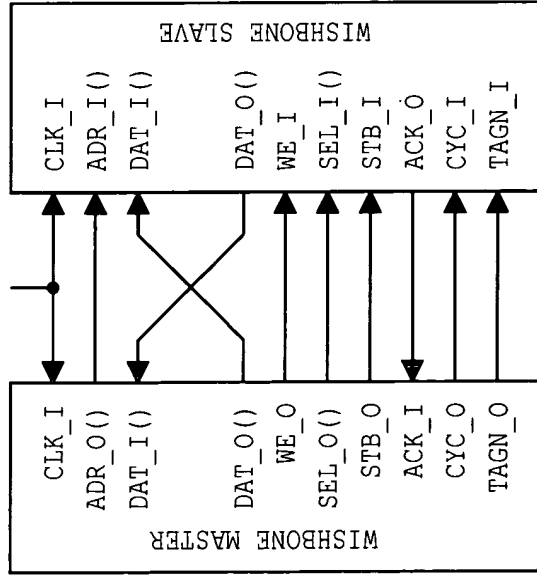 WISHBONE MASTER
CLK_I
ADR_O()
DAT_I()
DAT_O()
WE_O
SEL_O()
STB_O
ACK_I
CYC_O
TAGN_O
WISHBONE SLAVE
CLK_I
ADR_I()
DAT_I()
DAT_O()
WE_I
SEL_I()
STB_I
ACK_O
CYC_I
TAGN_I